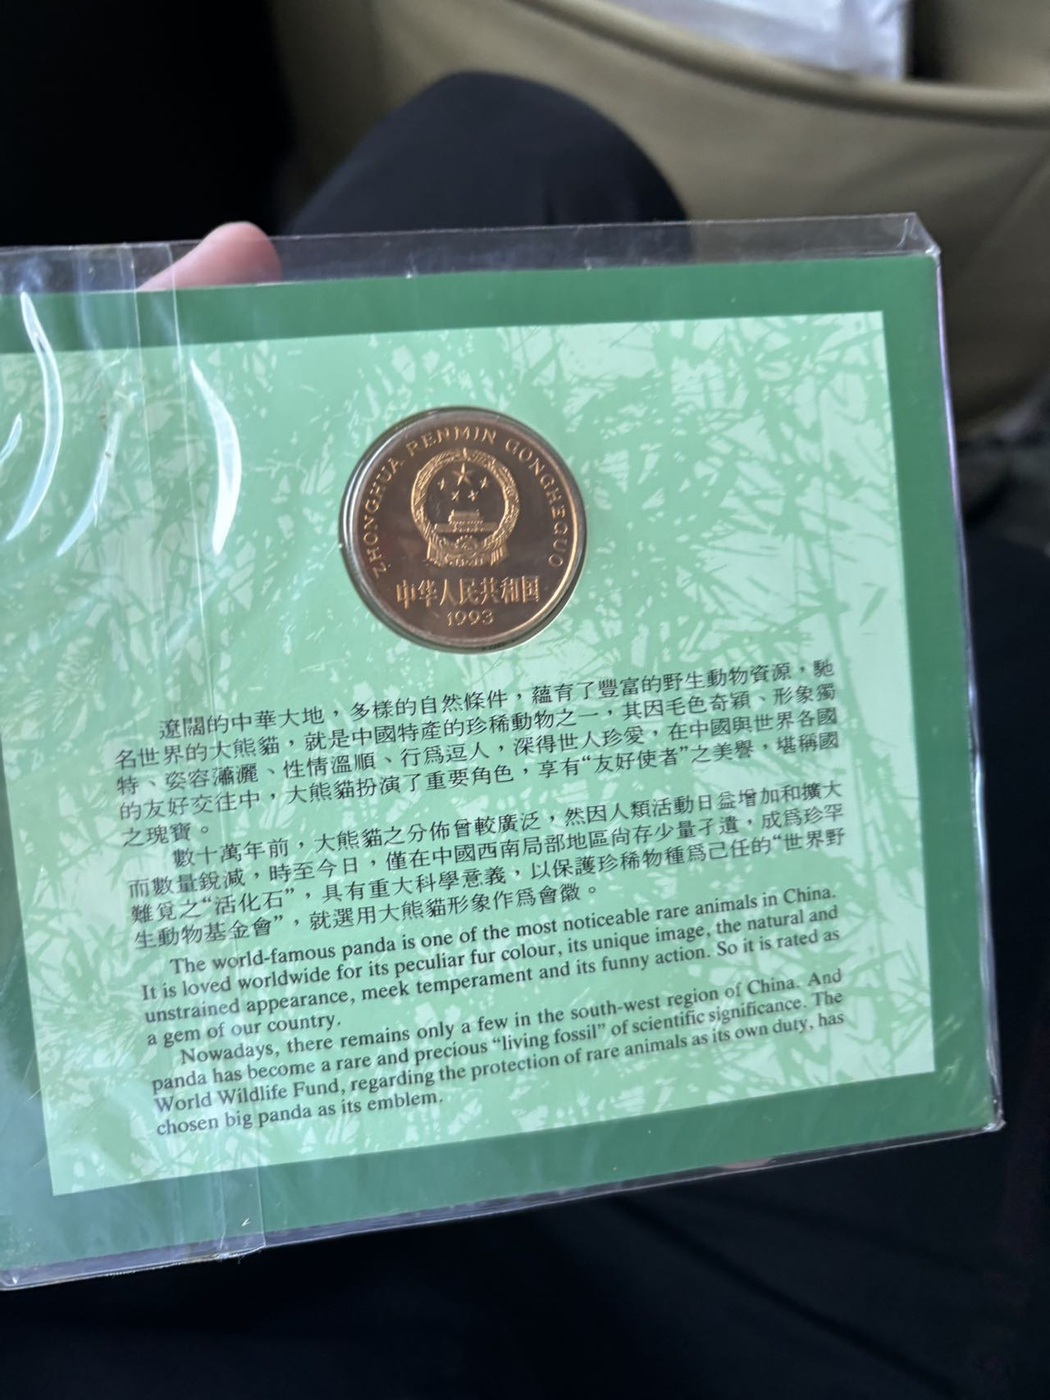 ZHONGHUA RENMIN GONGHEGUO
中华人民共和国
1993
遼闊的中華大地，多樣的自然條件，蘊育了豐富的野生動物資源，馳
名世界的大熊貓，就是中國特產的珍稀動物之一，其因毛色奇穎、形象獨
特、姿容瀟灑、性情溫順、行爲逗人，深得世人珍愛，在中國與世界各國
的友好交往中，大熊貓扮演了重要角色，享有“友好使者”之美譽，堪稱國
之瑰寶。
數十萬年前，大熊貓之分佈曾較廣泛，然因人類活動日益增加和擴大
而數量銳減，時至今日，僅在中國西南局部地區尚存少量孑遺，成爲珍罕
難覓之“活化石”，具有重大科學意義，以保護珍稀物種爲己任的“世界野
生動物基金會”，就選用大熊貓形象作爲會徽。
The world-famous panda is one of the most noticeable rare animals in China.
It is loved worldwide for its peculiar fur colour, its unique image, the natural and
unstrained appearance, meek temperament and its funny action. So it is rated as
a gem of our country.
Nowadays, there remains only a few in the south-west region of China. And
panda has become a rare and precious “living fossil” of scientific significance. The
World Wildlife Fund, regarding the protection of rare animals as its own duty, has
chosen big panda as its emblem.